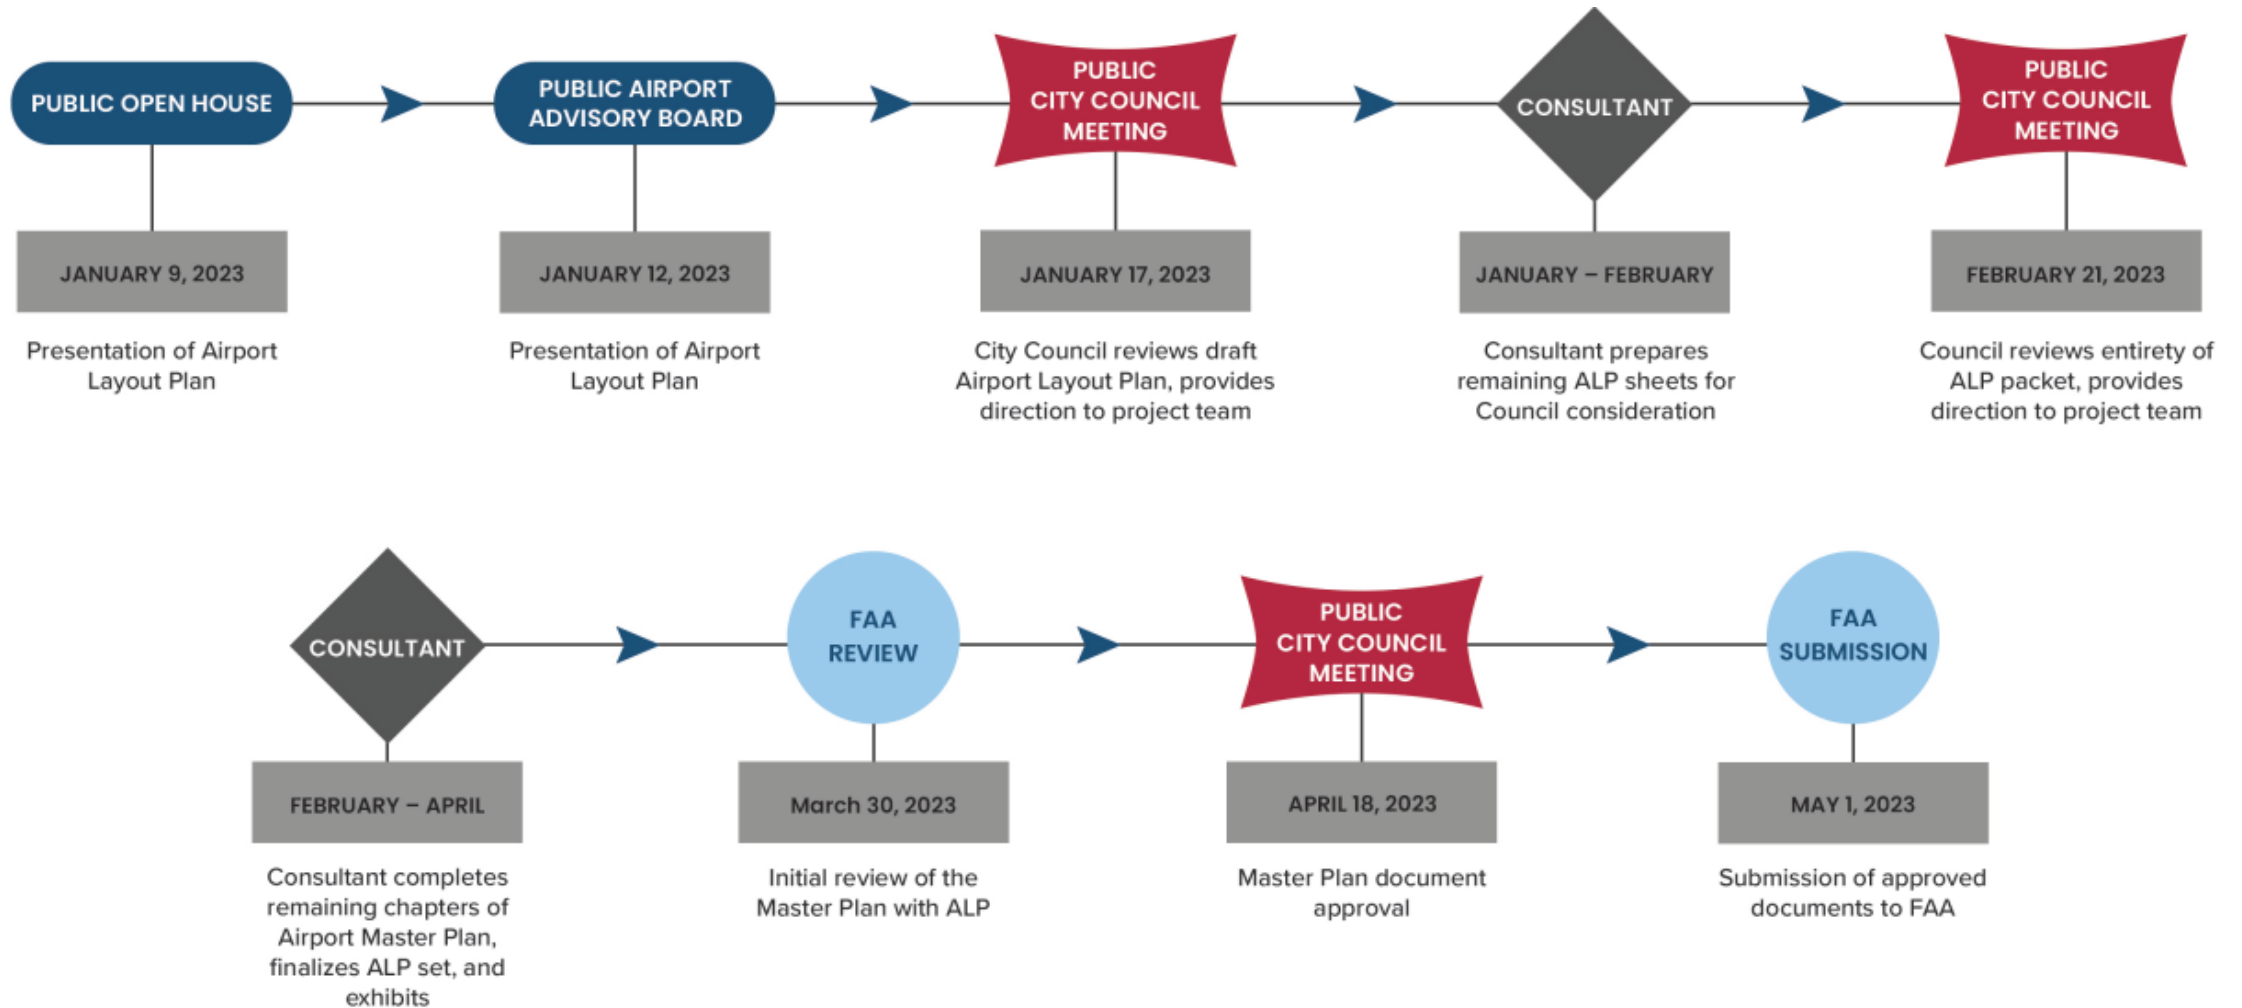 PUBLIC OPEN HOUSE
JANUARY 9, 2023
Presentation of Airport
Layout Plan
PUBLIC AIRPORT
ADVISORY BOARD
JANUARY 12, 2023
Presentation of Airport
Layout Plan
PUBLIC
CITY COUNCIL
MEETING
JANUARY 17, 2023
City Council reviews draft
Airport Layout Plan, provides
direction to project team
CONSULTANT
JANUARY – FEBRUARY
Consultant prepares
remaining ALP sheets for
Council consideration
PUBLIC
CITY COUNCIL
MEETING
FEBRUARY 21, 2023
Council reviews entirety of
ALP packet, provides
direction to project team
CONSULTANT
FEBRUARY – APRIL
Consultant completes
remaining chapters of
Airport Master Plan,
finalizes ALP set, and
exhibits
FAA
REVIEW
March 30, 2023
Initial review of the
Master Plan with ALP
PUBLIC
CITY COUNCIL
MEETING
APRIL 18, 2023
Master Plan document
approval
FAA
SUBMISSION
MAY 1, 2023
Submission of approved
documents to FAA